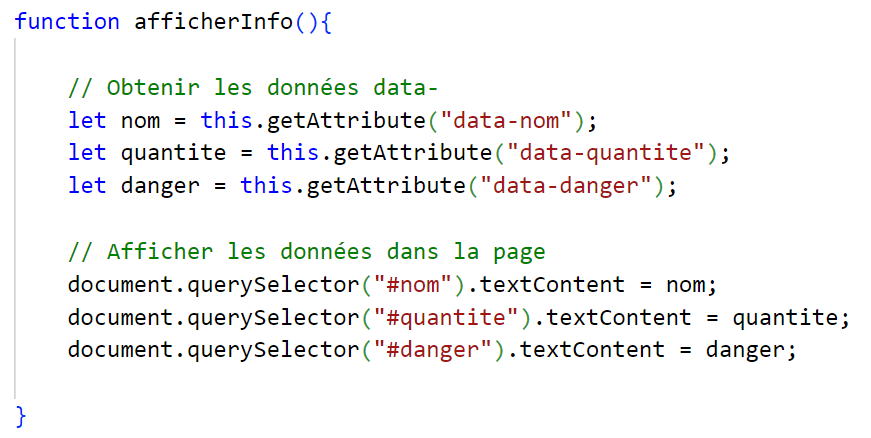 function afficherInfo(){
// Obtenir les données data-
let nom = this.getAttribute("data-nom");
let quantite = this.getAttribute("data-quantite");
let danger = this.getAttribute("data-danger");
// Afficher les données dans la page
document.querySelector("#nom").textContent = nom;
document.querySelector("#quantite").textContent = quantite;
document.querySelector("#danger").textContent = danger;
}